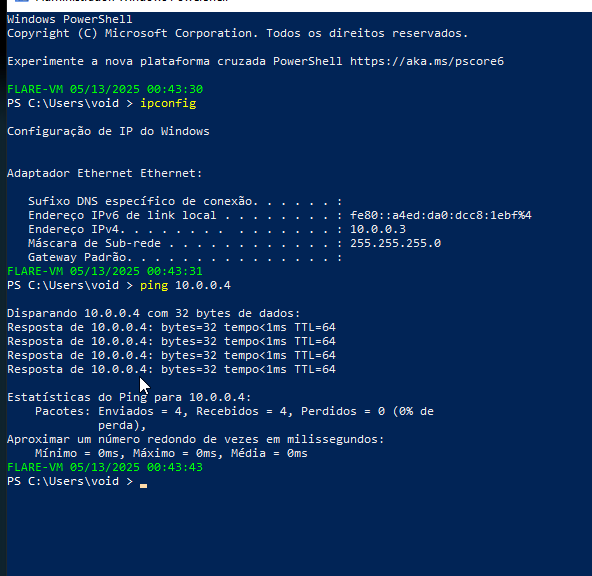 Windows PowerShell
Copyright (C) Microsoft Corporation. Todos os direitos reservados.
Experimente a nova plataforma cruzada PowerShell https://aka.ms/pscore6
FLARE-VM 05/13/2025 00:43:30
PS C:\Users\void > ipconfig
Configuração de IP do Windows
Adaptador Ethernet Ethernet:
Sufixo DNS específico de conexão. . . . . . :
Endereço IPv6 de link local . . . . . . . . : fe80::a4ed:da0:dcc8:1ebf%4
Endereço IPv4. . . . . . . .  . . . . . . . : 10.0.0.3
Máscara de Sub-rede . . . . . . . . . . . . : 255.255.255.0
Gateway Padrão. . . . . . . . . . . . . . . :
FLARE-VM 05/13/2025 00:43:31
PS C:\Users\void > ping 10.0.0.4
Disparando 10.0.0.4 com 32 bytes de dados:
Resposta de 10.0.0.4: bytes=32 tempo<1ms TTL=64
Resposta de 10.0.0.4: bytes=32 tempo<1ms TTL=64
Resposta de 10.0.0.4: bytes=32 tempo<1ms TTL=64
Resposta de 10.0.0.4: bytes=32 tempo<1ms TTL=64
Estatísticas do Ping para 10.0.0.4:
Pacotes: Enviados = 4, Recebidos = 4, Perdidos = 0 (0% de
perda),
Aproximar um número redondo de vezes em milissegundos:
Mínimo = 0ms, Máximo = 0ms, Média = 0ms
FLARE-VM 05/13/2025 00:43:43
PS C:\Users\void >